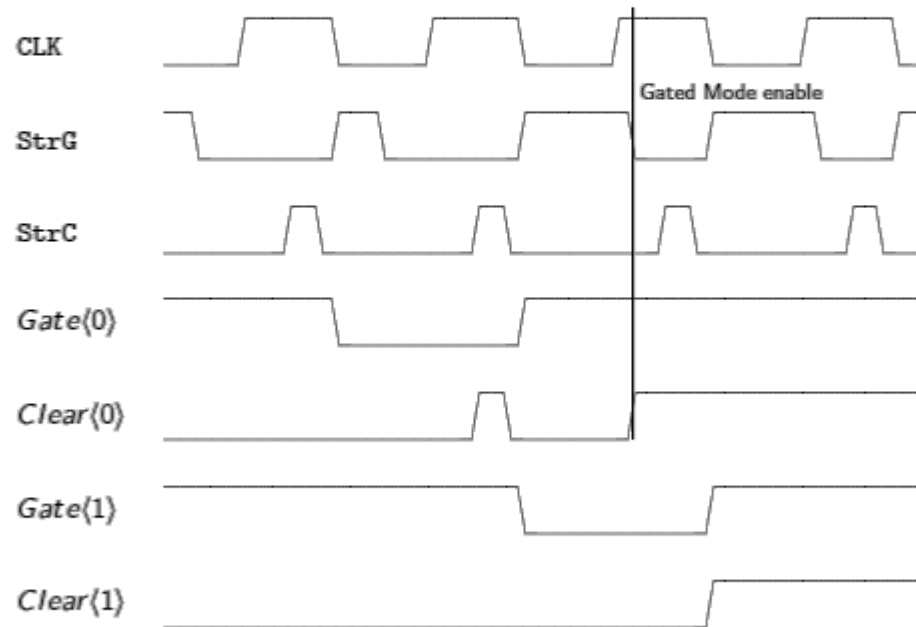 CLK
Gated Mode enable
StrG
StrC
Gate⟨0⟩
Clear⟨0⟩
Gate⟨1⟩
Clear⟨1⟩